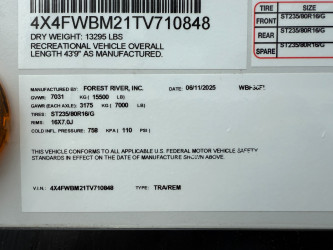 4X4FWBM21TV710848
DRY WEIGHT: 13295 LBS
RECREATIONAL VEHICLE OVERALL
LENGTH 43'9" AS MANUFACTURED
TIRE SIZE
FRONT ST235/80R16/G
REAR ST235/80R16/G
SPARE ST235/80R16/G
MANUFACTURED BY: FOREST RIVER, INC. DATE: 06/11/2025
GVWR: 7031 KG( 15500 LB)
GAWR (EACH AXLE): 3175 KG( 7000 LB)
TIRES: ST235/80R16/G
RIMS: 16X7.0J
COLD INFL. PRESSURE: 758 KPA ( 110 PSI)
THIS VEHICLE CONFORMS TO ALL APPLICABLE U.S. FEDERAL MOTOR VEHICLE SAFETY
STANDARDS IN EFFECT ON THE DATE OF MANUFACTURE SHOWN ABOVE.
V.I.N.: 4X4FWBM21TV710848 TYPE: TRA/REM